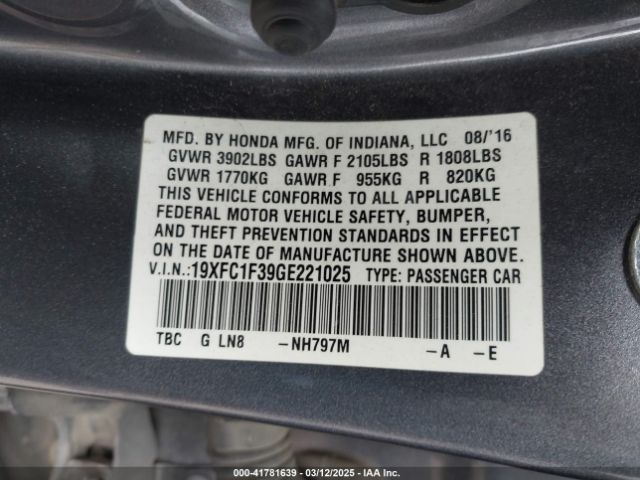 MFD. BY HONDA MFG. OF INDIANA, LLC 08/'16
GVWR 3902LBS GAWR F 2105LBS R 1808LBS
GVWR 1770KG GAWR F 955KG R 820KG
THIS VEHICLE CONFORMS TO ALL APPLICABLE
FEDERAL MOTOR VEHICLE SAFETY, BUMPER,
AND THEFT PREVENTION STANDARDS IN EFFECT
ON THE DATE OF MANUFACTURE SHOWN ABOVE.
V.I.N.:19XFC1F39GE221025 TYPE: PASSENGER CAR
TBC G LN8 -NH797M -A -E
00-41781639 - 03/12/2025 - IAA Inc.